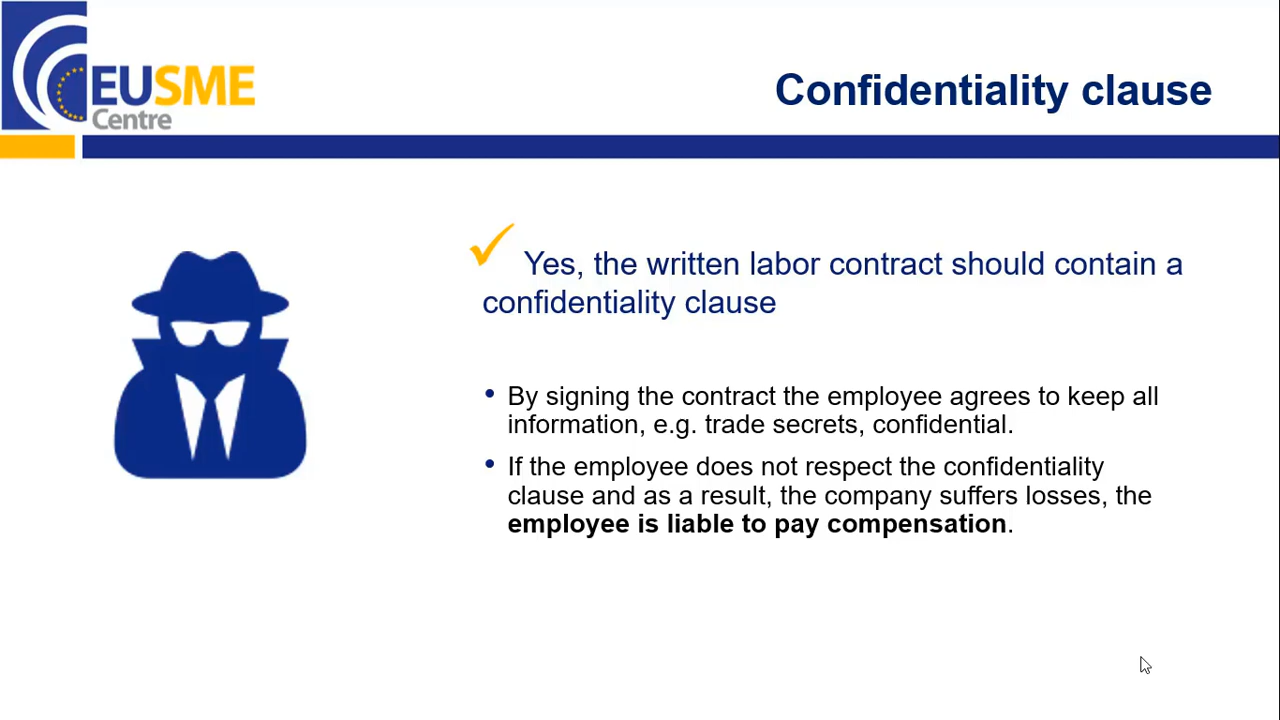 EUSME
Centre
Confidentiality clause
Yes, the written labor contract should contain a
confidentiality clause
• By signing the contract the employee agrees to keep all
information, e.g. trade secrets, confidential.
• If the employee does not respect the confidentiality
clause and as a result, the company suffers losses, the
employee is liable to pay compensation.